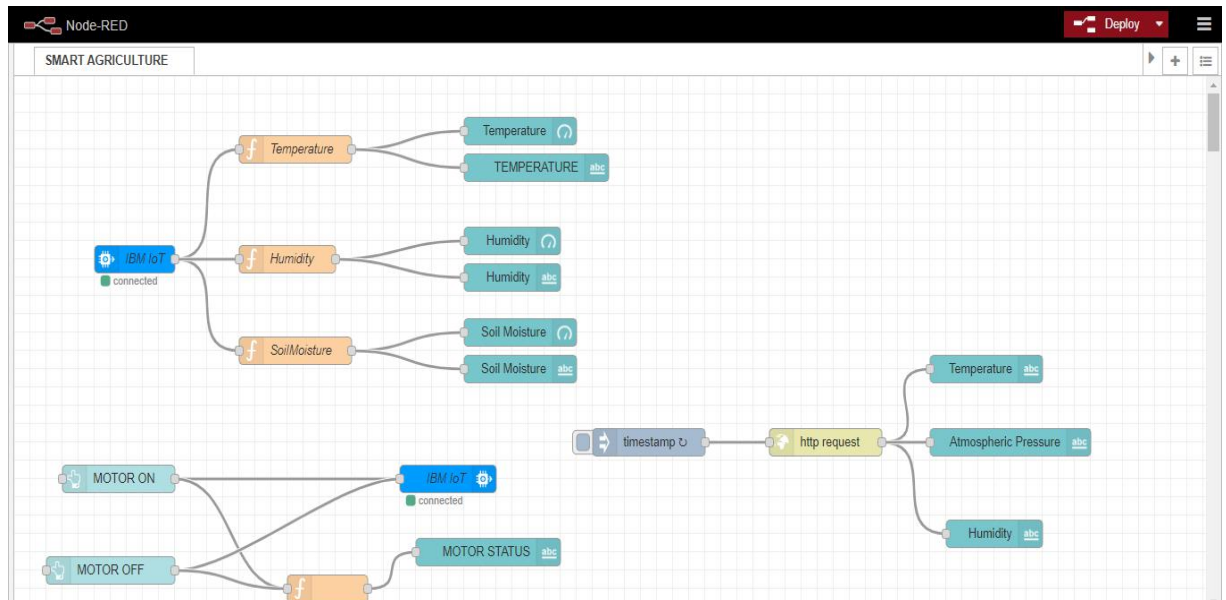 Node-RED
Deploy
SMART AGRICULTURE
Temperature
Temperature
TEMPERATURE abc
IBM IoT
connected
Humidity
Humidity
Humidity abc
SoilMoisture
Soil Moisture
Soil Moisture abc
timestamp ↻
http request
Temperature abc
Atmospheric Pressure abc
Humidity abc
MOTOR ON
IBM IoT
connected
MOTOR OFF
MOTOR STATUS abc
f